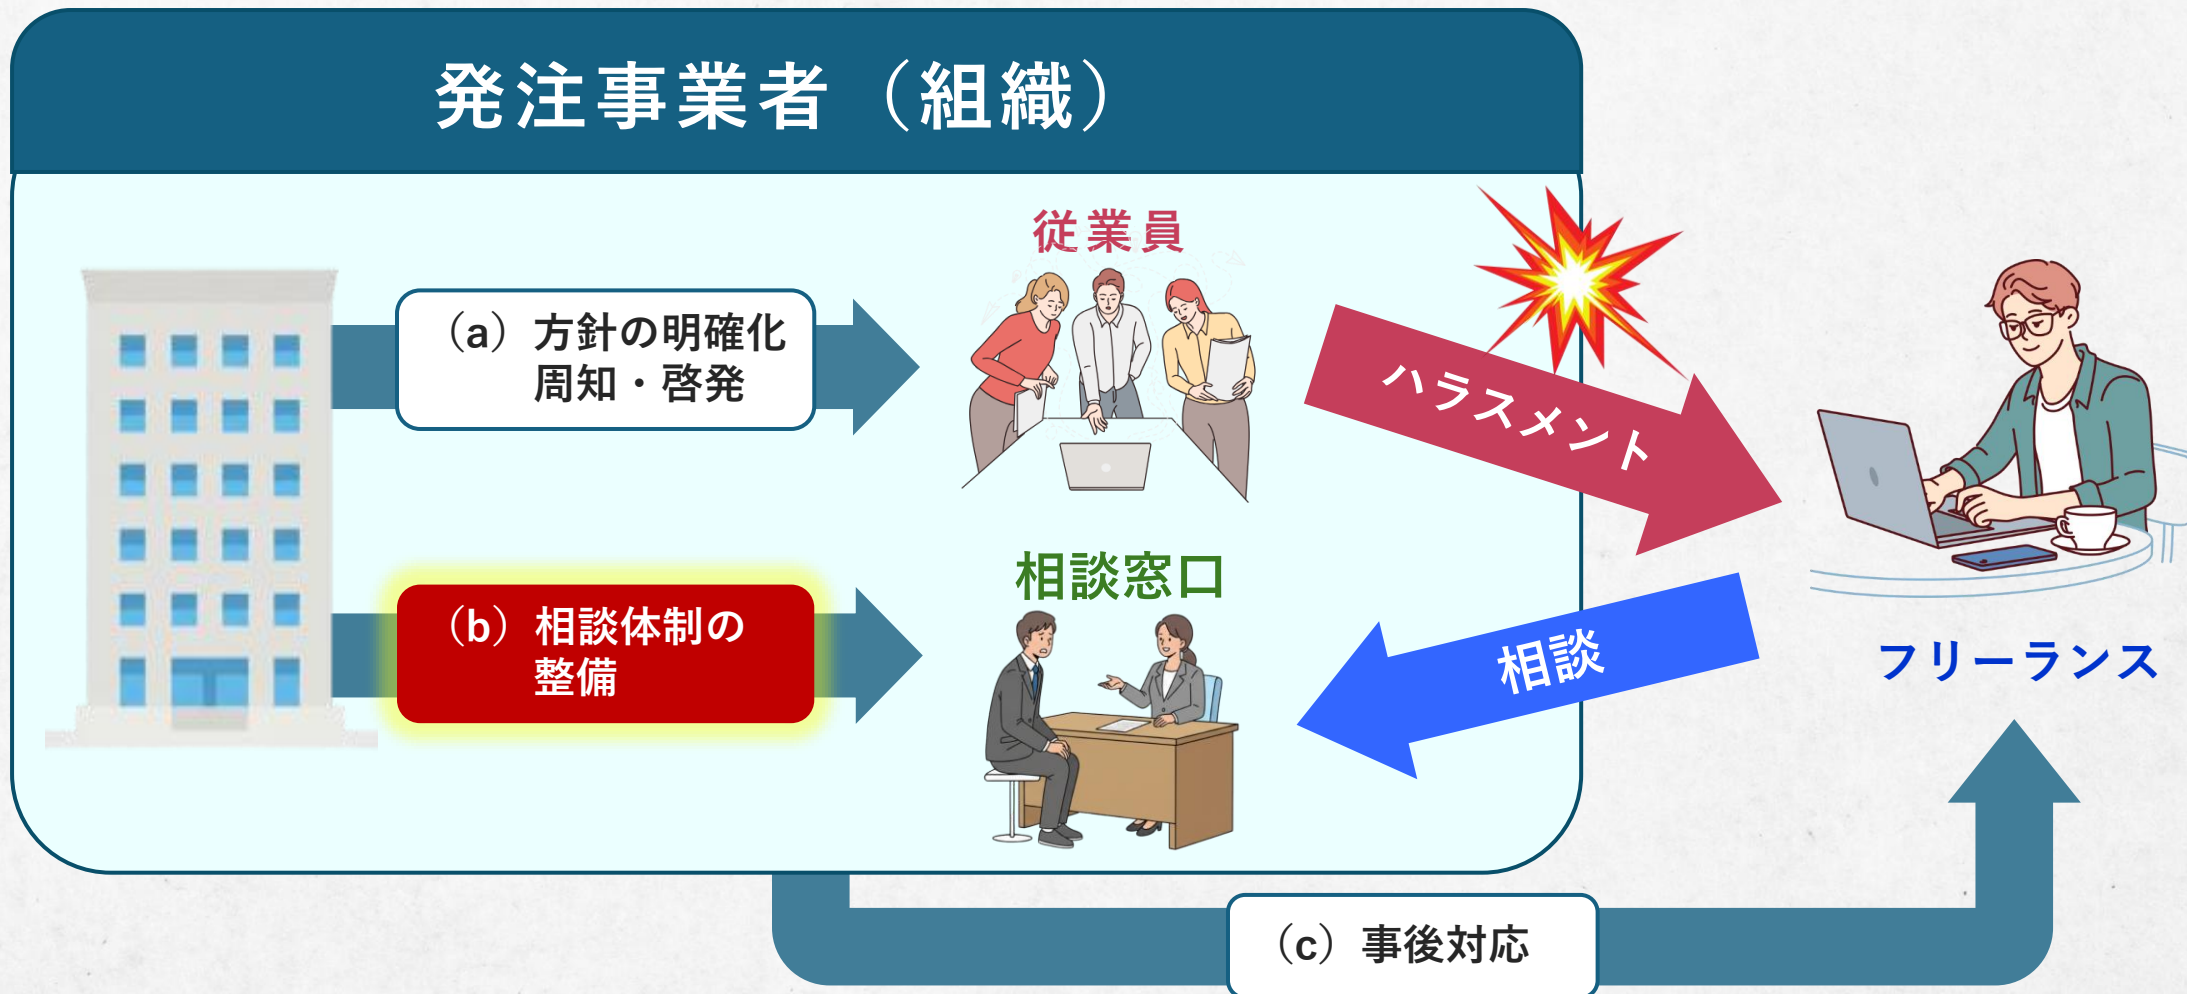 発注事業者（組織）
従業員
（a）方針の明確化
周知・啓発
ハラスメント
相談窓口
（b）相談体制の
整備
相談
フリーランス
（c）事後対応